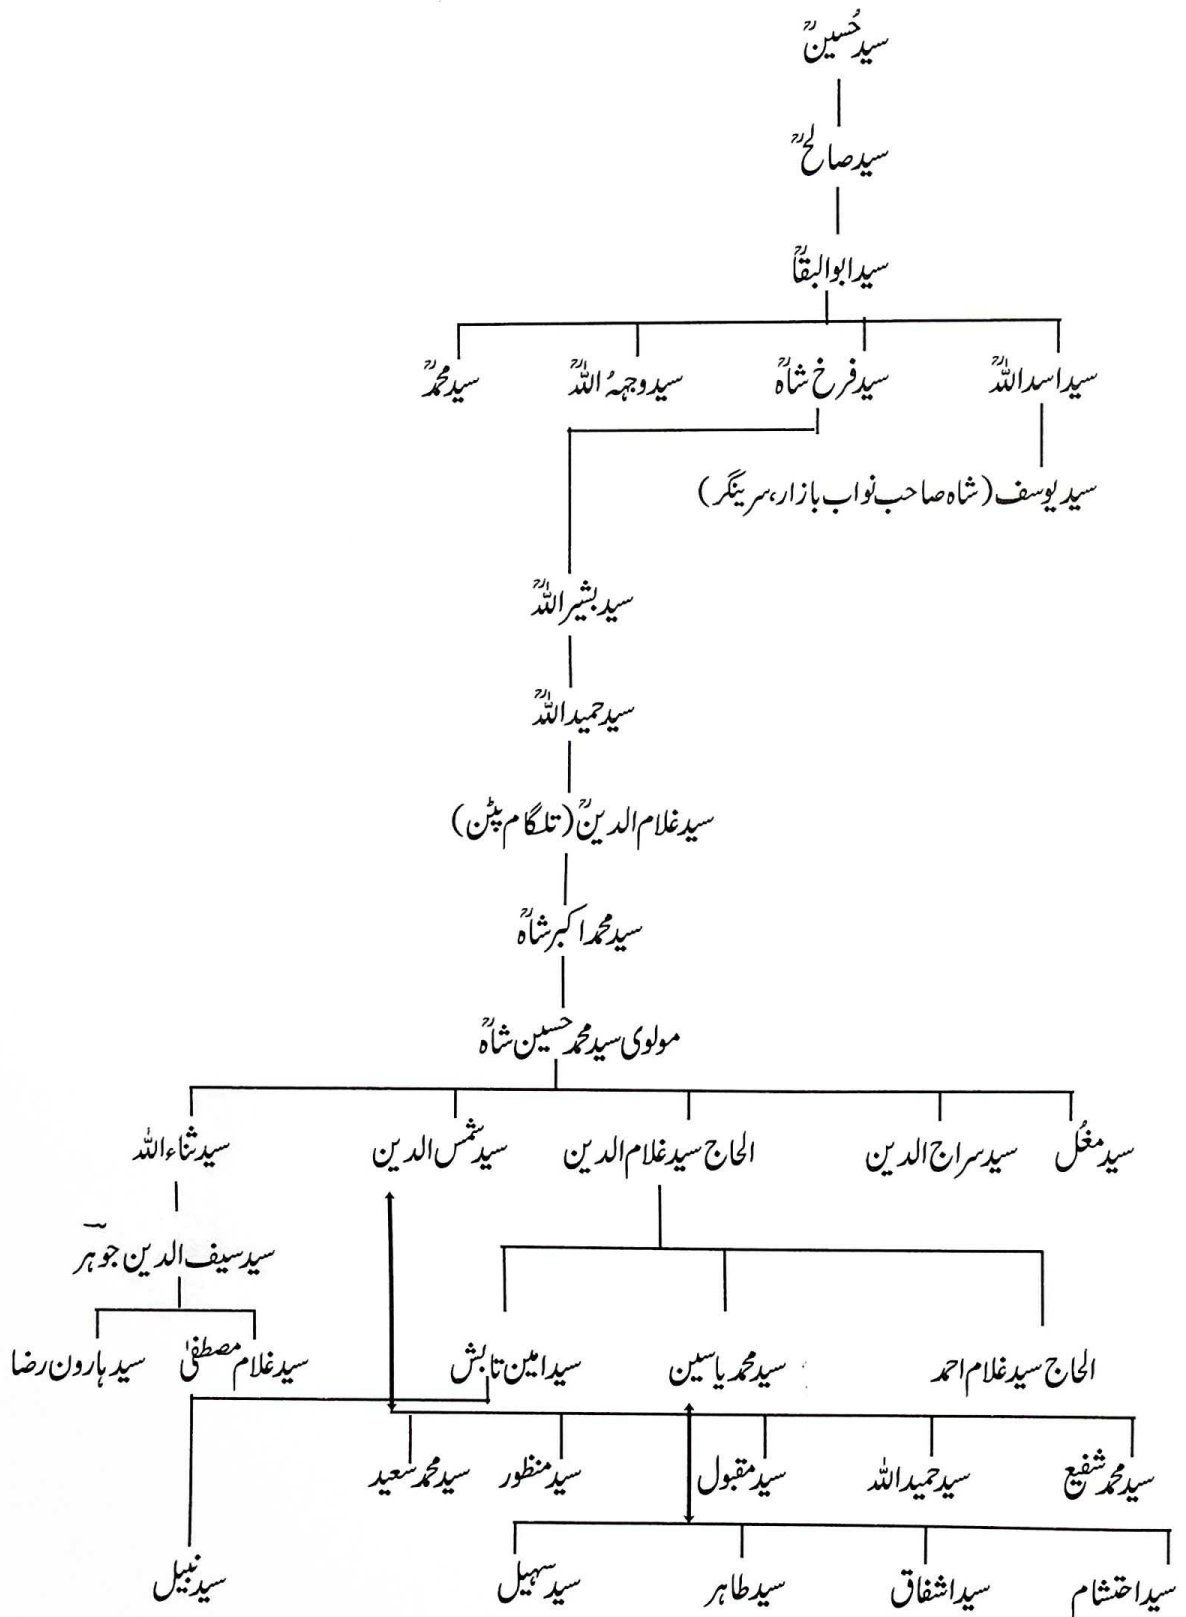 سید حُسینؒ
سید صالحؒ
سید ابوالبقاؒ
سید اسد اللہؒ
سید فرخ شاہؒ
سید وجہہُ اللہؒ
سید محمدؒ
سید یوسف (شاہ صاحب نواب بازار، سرینگر)
سید بشیر اللہؒ
سید حمید اللہؒ
سید غلام الدینؒ (تلگام پٹن)
سید محمد اکبر شاہؒ
مولوی سید محمد حسین شاہؒ
سید مغُل
سید سراج الدین
الحاج سید غلام الدین
سید شمس الدین
سید ثناء اللہ
سید سیف الدین جوہرؔ
الحاج سید غلام احمد
سید محمد یاسین
سید امین تابش
سید غلام مصطفیٰ
سید ہارون رضا
سید محمد شفیع
سید حمید اللہ
سید مقبول
سید منظور
سید محمد سعید
سید احتشام
سید اشفاق
سید طاہر
سید سہیل
سید نبیل